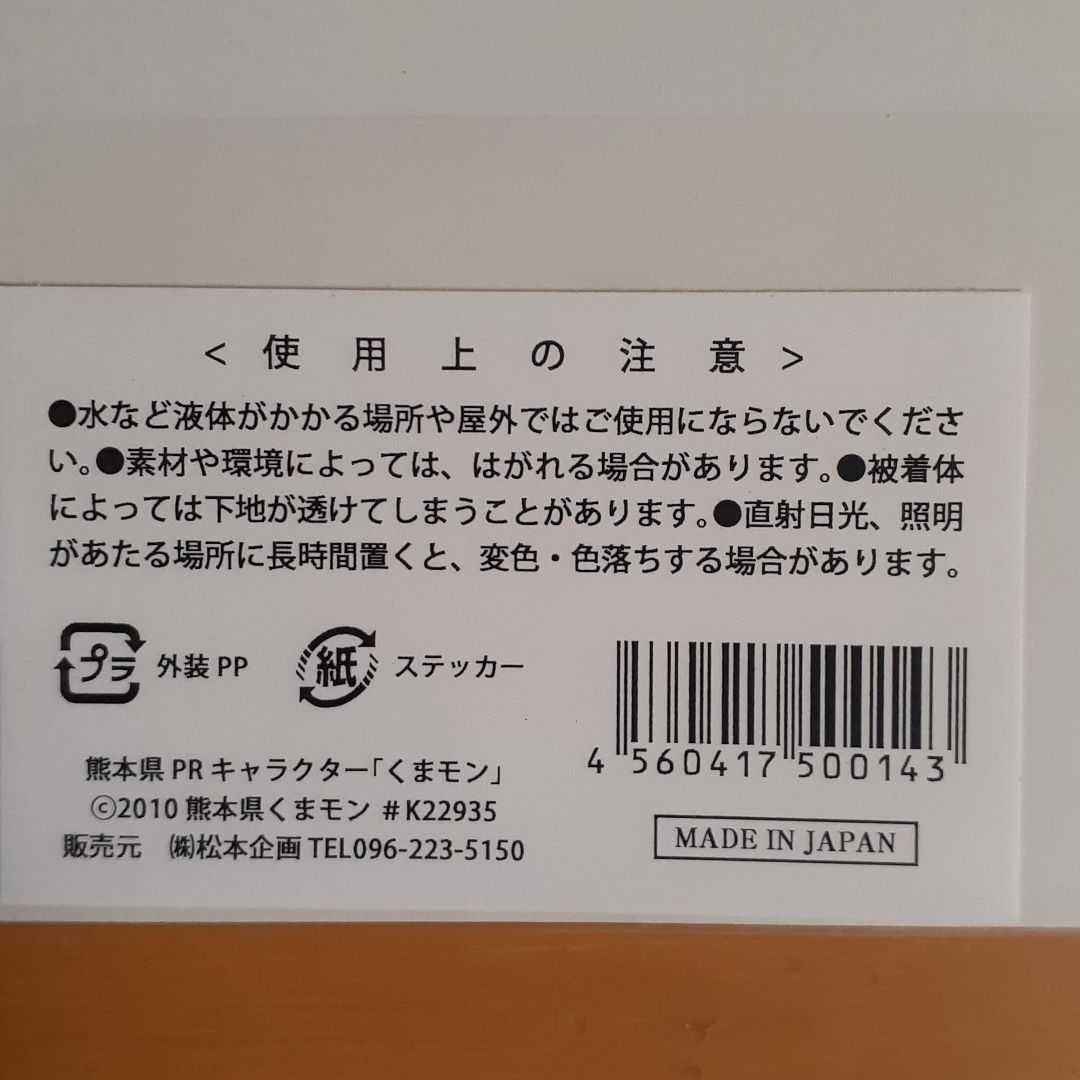 < 使用上の注意 >
●水など液体がかかる場所や屋外ではご使用にならないでくださ
い。●素材や環境によっては、はがれる場合があります。●被着体
によっては下地が透けてしまうことがあります。●直射日光、照明
があたる場所に長時間置くと、変色・色落ちする場合があります。
プラ 外装 PP 紙 ステッカー
4 560417 500143
熊本県 PR キャラクター「くまモン」
©2010 熊本県くまモン #K22935
販売元 ㈱松本企画 TEL096-223-5150
MADE IN JAPAN